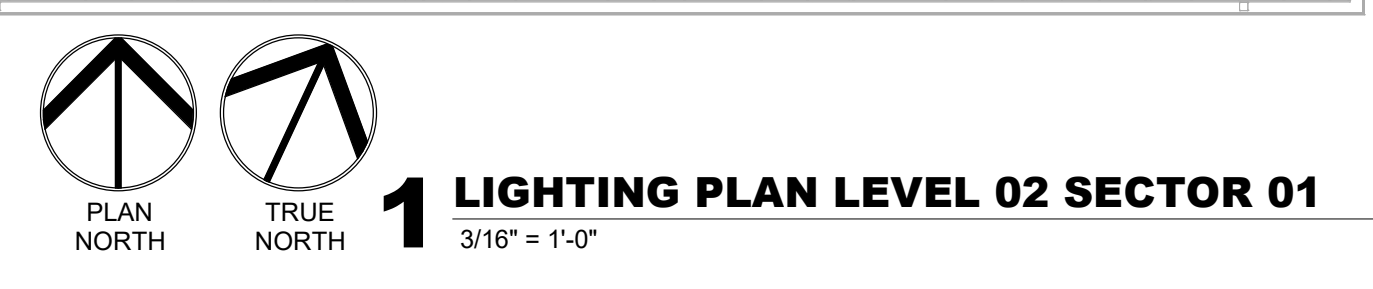 PLAN
NORTH
TRUE
NORTH
1
LIGHTING PLAN LEVEL 02 SECTOR 01
3/16" = 1'-0"